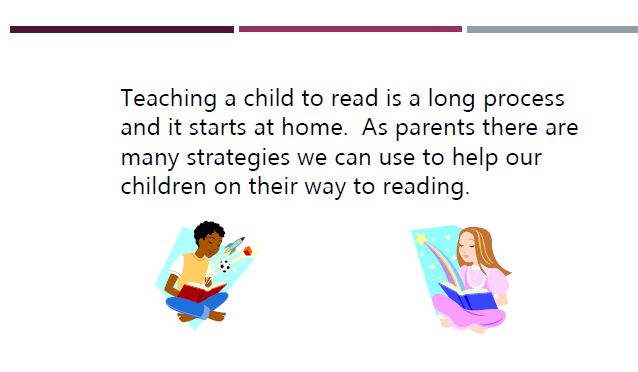 Teaching a child to read is a long process
and it starts at home.  As parents there are
many strategies we can use to help our
children on their way to reading.